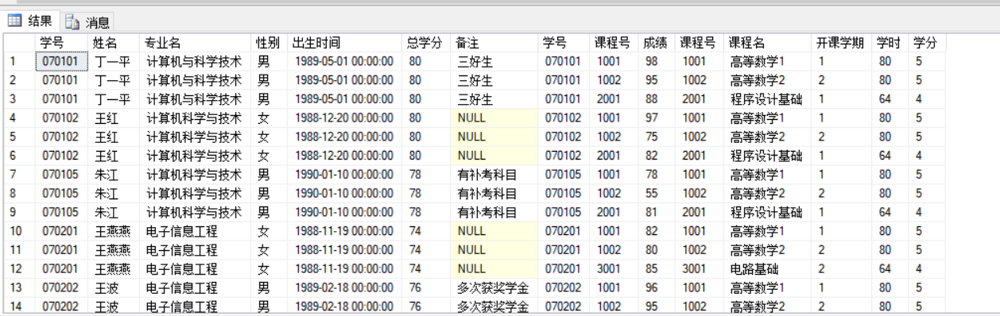 结果 消息
学号 姓名 专业名 性别 出生时间 总学分 备注 学号 课程号 成绩 课程号 课程名 开课学期 学时 学分
1 070101 丁一平 计算机与科学技术 男 1989-05-01 00:00:00 80 三好生 070101 1001 98 1001 高等数学1 1 80 5
2 070101 丁一平 计算机与科学技术 男 1989-05-01 00:00:00 80 三好生 070101 1002 95 1002 高等数学2 2 80 5
3 070101 丁一平 计算机与科学技术 男 1989-05-01 00:00:00 80 三好生 070101 2001 88 2001 程序设计基础 1 64 4
4 070102 王红 计算机科学与技术 女 1988-12-20 00:00:00 80 NULL 070102 1001 97 1001 高等数学1 1 80 5
5 070102 王红 计算机科学与技术 女 1988-12-20 00:00:00 80 NULL 070102 1002 75 1002 高等数学2 2 80 5
6 070102 王红 计算机科学与技术 女 1988-12-20 00:00:00 80 NULL 070102 2001 82 2001 程序设计基础 1 64 4
7 070105 朱江 计算机科学与技术 男 1990-01-10 00:00:00 78 有补考科目 070105 1001 78 1001 高等数学1 1 80 5
8 070105 朱江 计算机科学与技术 男 1990-01-10 00:00:00 78 有补考科目 070105 1002 55 1002 高等数学2 2 80 5
9 070105 朱江 计算机科学与技术 男 1990-01-10 00:00:00 78 有补考科目 070105 2001 81 2001 程序设计基础 1 64 4
10 070201 王燕燕 电子信息工程 女 1988-11-19 00:00:00 74 NULL 070201 1001 82 1001 高等数学1 1 80 5
11 070201 王燕燕 电子信息工程 女 1988-11-19 00:00:00 74 NULL 070201 1002 80 1002 高等数学2 2 80 5
12 070201 王燕燕 电子信息工程 女 1988-11-19 00:00:00 74 NULL 070201 3001 85 3001 电路基础 2 64 4
13 070202 王波 电子信息工程 男 1989-02-18 00:00:00 76 多次获奖学金 070202 1001 96 1001 高等数学1 1 80 5
14 070202 王波 电子信息工程 男 1989-02-18 00:00:00 76 多次获奖学金 070202 1002 95 1002 高等数学2 2 80 5